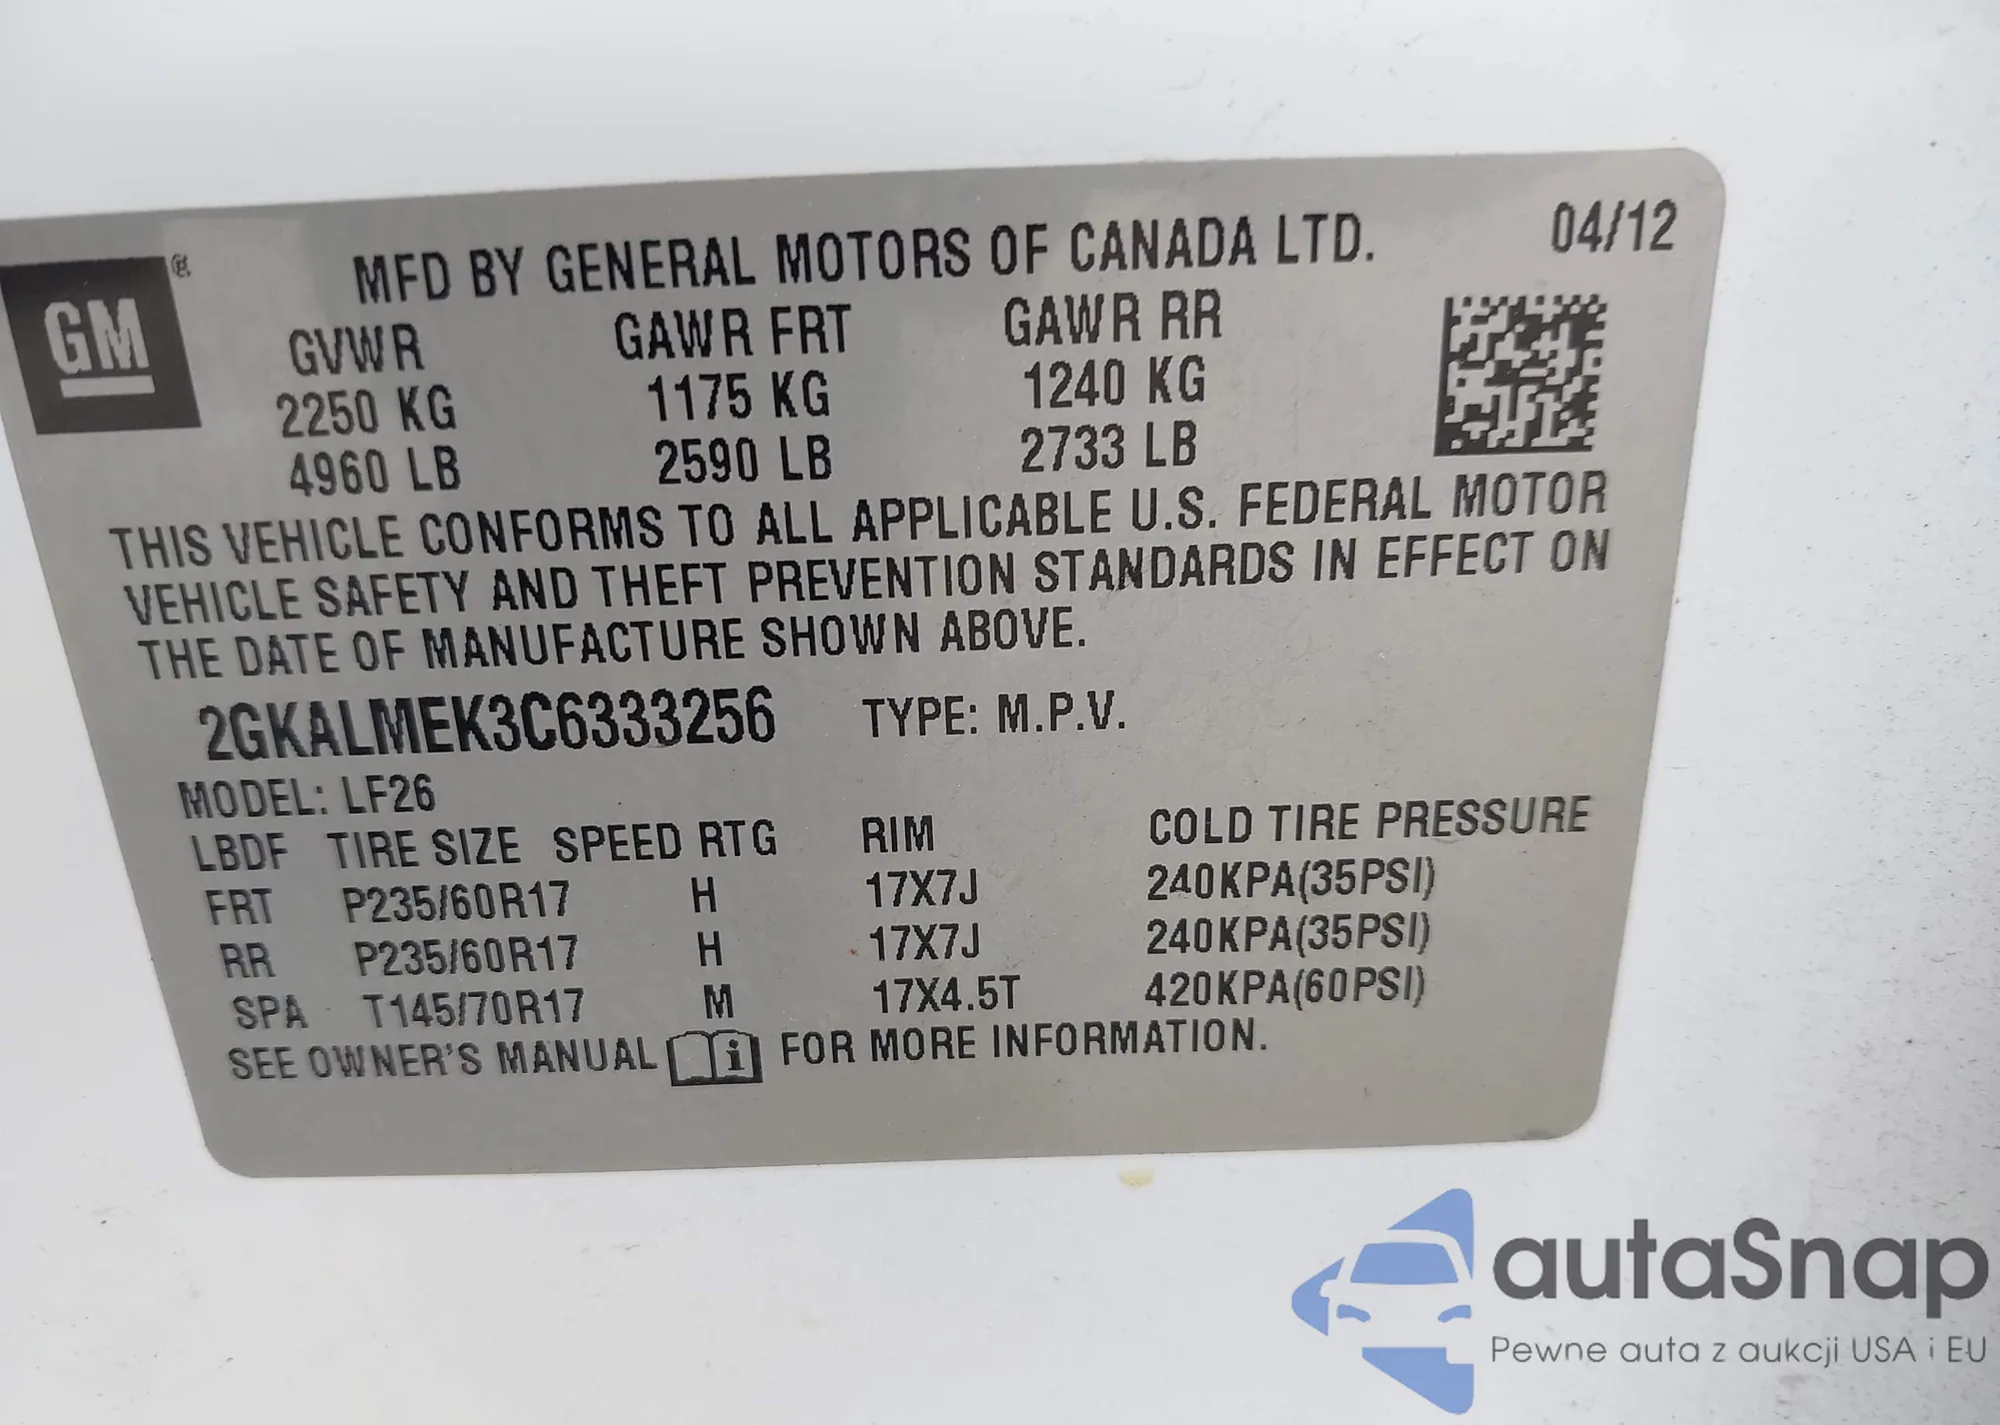 MFD BY GENERAL MOTORS OF CANADA LTD. 04/12
GM
GVWR GAWR FRT GAWR RR
2250 KG 1175 KG 1240 KG
4960 LB 2590 LB 2733 LB
THIS VEHICLE CONFORMS TO ALL APPLICABLE U.S. FEDERAL MOTOR
VEHICLE SAFETY AND THEFT PREVENTION STANDARDS IN EFFECT ON
THE DATE OF MANUFACTURE SHOWN ABOVE.
2GKALMEK3C6333256 TYPE: M.P.V.
MODEL: LF26
LBDF TIRE SIZE SPEED RTG RIM COLD TIRE PRESSURE
FRT P235/60R17 H 17X7J 240KPA(35PSI)
RR P235/60R17 H 17X7J 240KPA(35PSI)
SPA T145/70R17 M 17X4.5T 420KPA(60PSI)
SEE OWNER'S MANUAL i FOR MORE INFORMATION.
autaSnap
Pewne auta z aukcji USA i EU